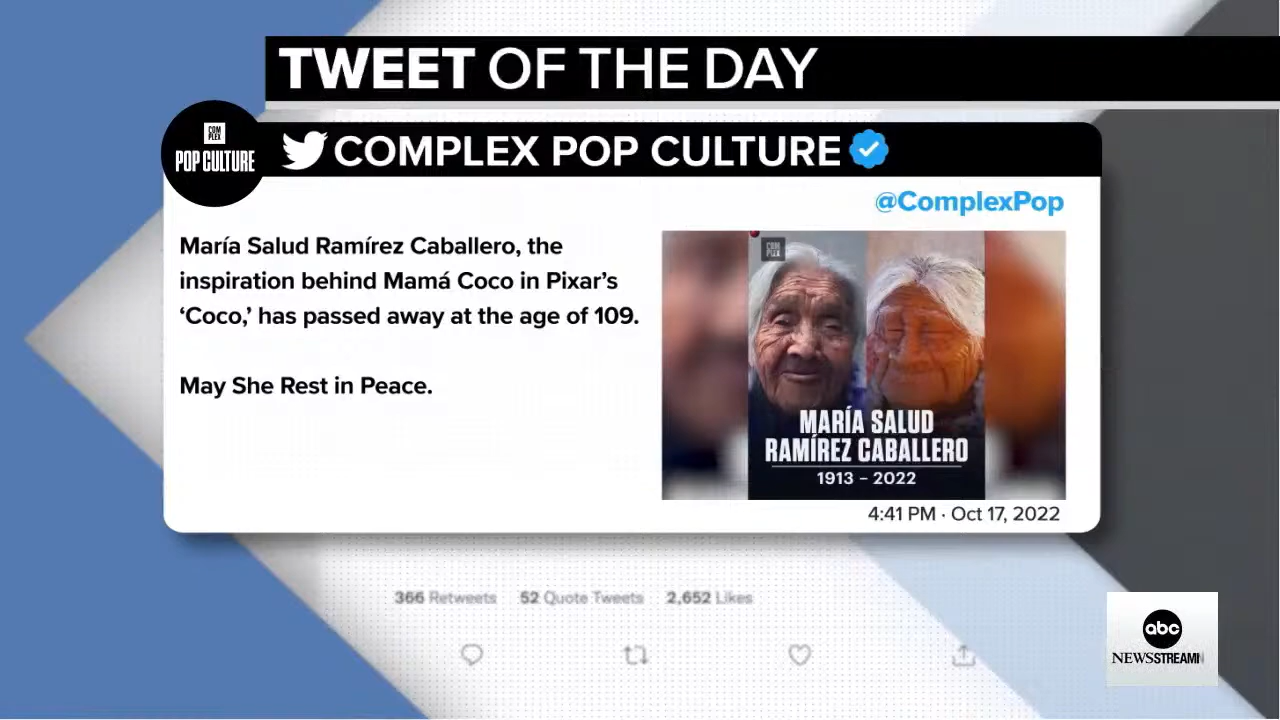 TWEET OF THE DAY
COM
PLEX
POP CULTURE
COMPLEX POP CULTURE
@ComplexPop
María Salud Ramírez Caballero, the
inspiration behind Mamá Coco in Pixar’s
‘Coco,’ has passed away at the age of 109.
May She Rest in Peace.
COM
PLEX
MARÍA SALUD
RAMÍREZ CABALLERO
1913 – 2022
4:41 PM · Oct 17, 2022
366 Retweets 52 Quote Tweets 2,652 Likes
abc
NEWSSTREAMIN